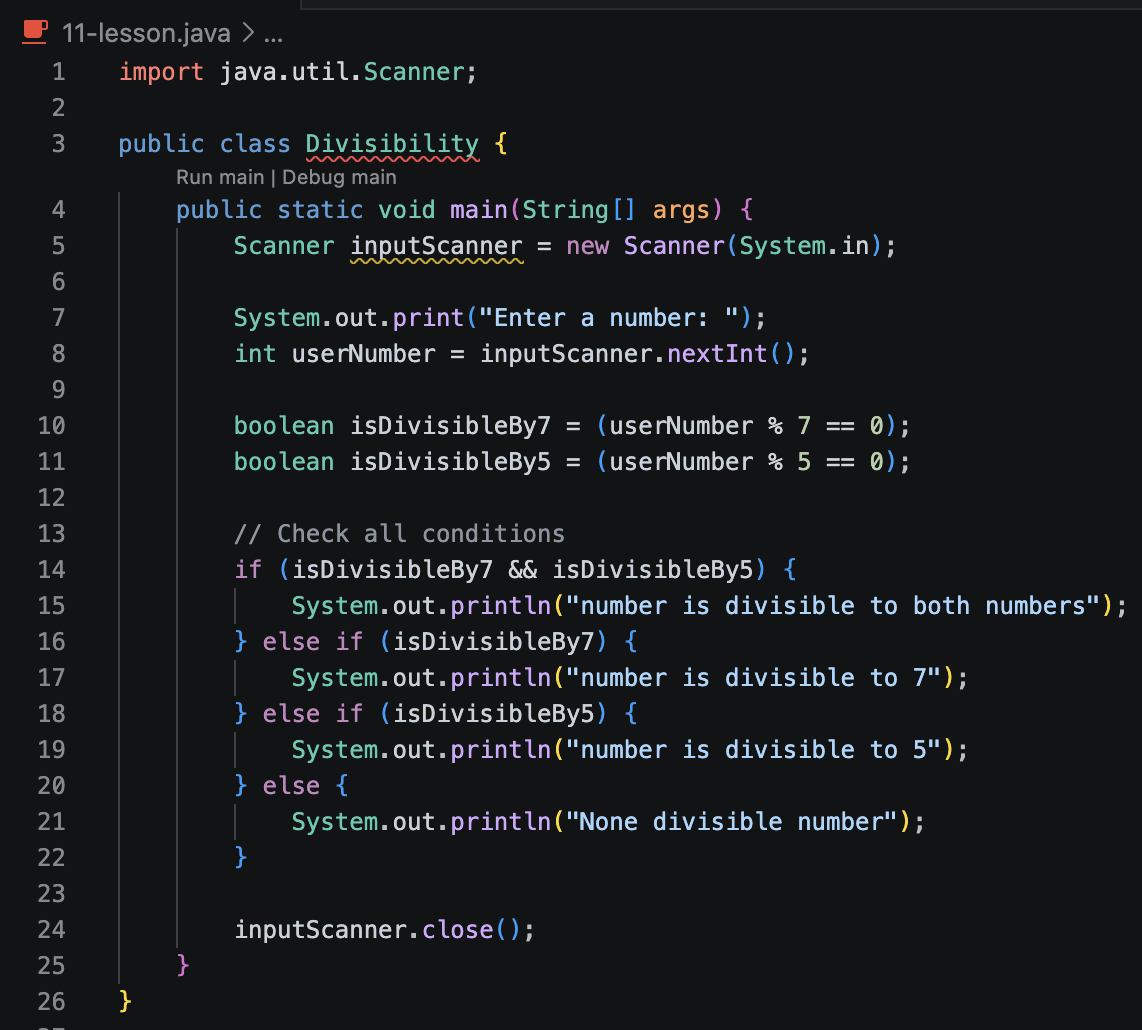 11-lesson.java > ...
1 import java.util.Scanner;
2
3 public class Divisibility {
Run main | Debug main
4 public static void main(String[] args) {
5 Scanner inputScanner = new Scanner(System.in);
6
7 System.out.print("Enter a number: ");
8 int userNumber = inputScanner.nextInt();
9
10 boolean isDivisibleBy7 = (userNumber % 7 == 0);
11 boolean isDivisibleBy5 = (userNumber % 5 == 0);
12
13 // Check all conditions
14 if (isDivisibleBy7 && isDivisibleBy5) {
15 System.out.println("number is divisible to both numbers");
16 } else if (isDivisibleBy7) {
17 System.out.println("number is divisible to 7");
18 } else if (isDivisibleBy5) {
19 System.out.println("number is divisible to 5");
20 } else {
21 System.out.println("None divisible number");
22 }
23
24 inputScanner.close();
25 }
26 }